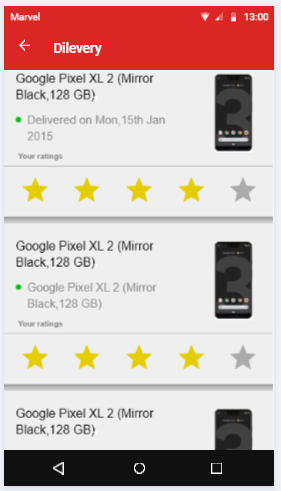 Marvel 13:00
Dilevery
Google Pixel XL 2 (Mirror
Black,128 GB)
Delivered on Mon,15th Jan
2015
Your ratings
Google Pixel XL 2 (Mirror
Black,128 GB)
Google Pixel XL 2 (Mirror
Black,128 GB)
Your ratings
Google Pixel XL 2 (Mirror
Black,128 GB)